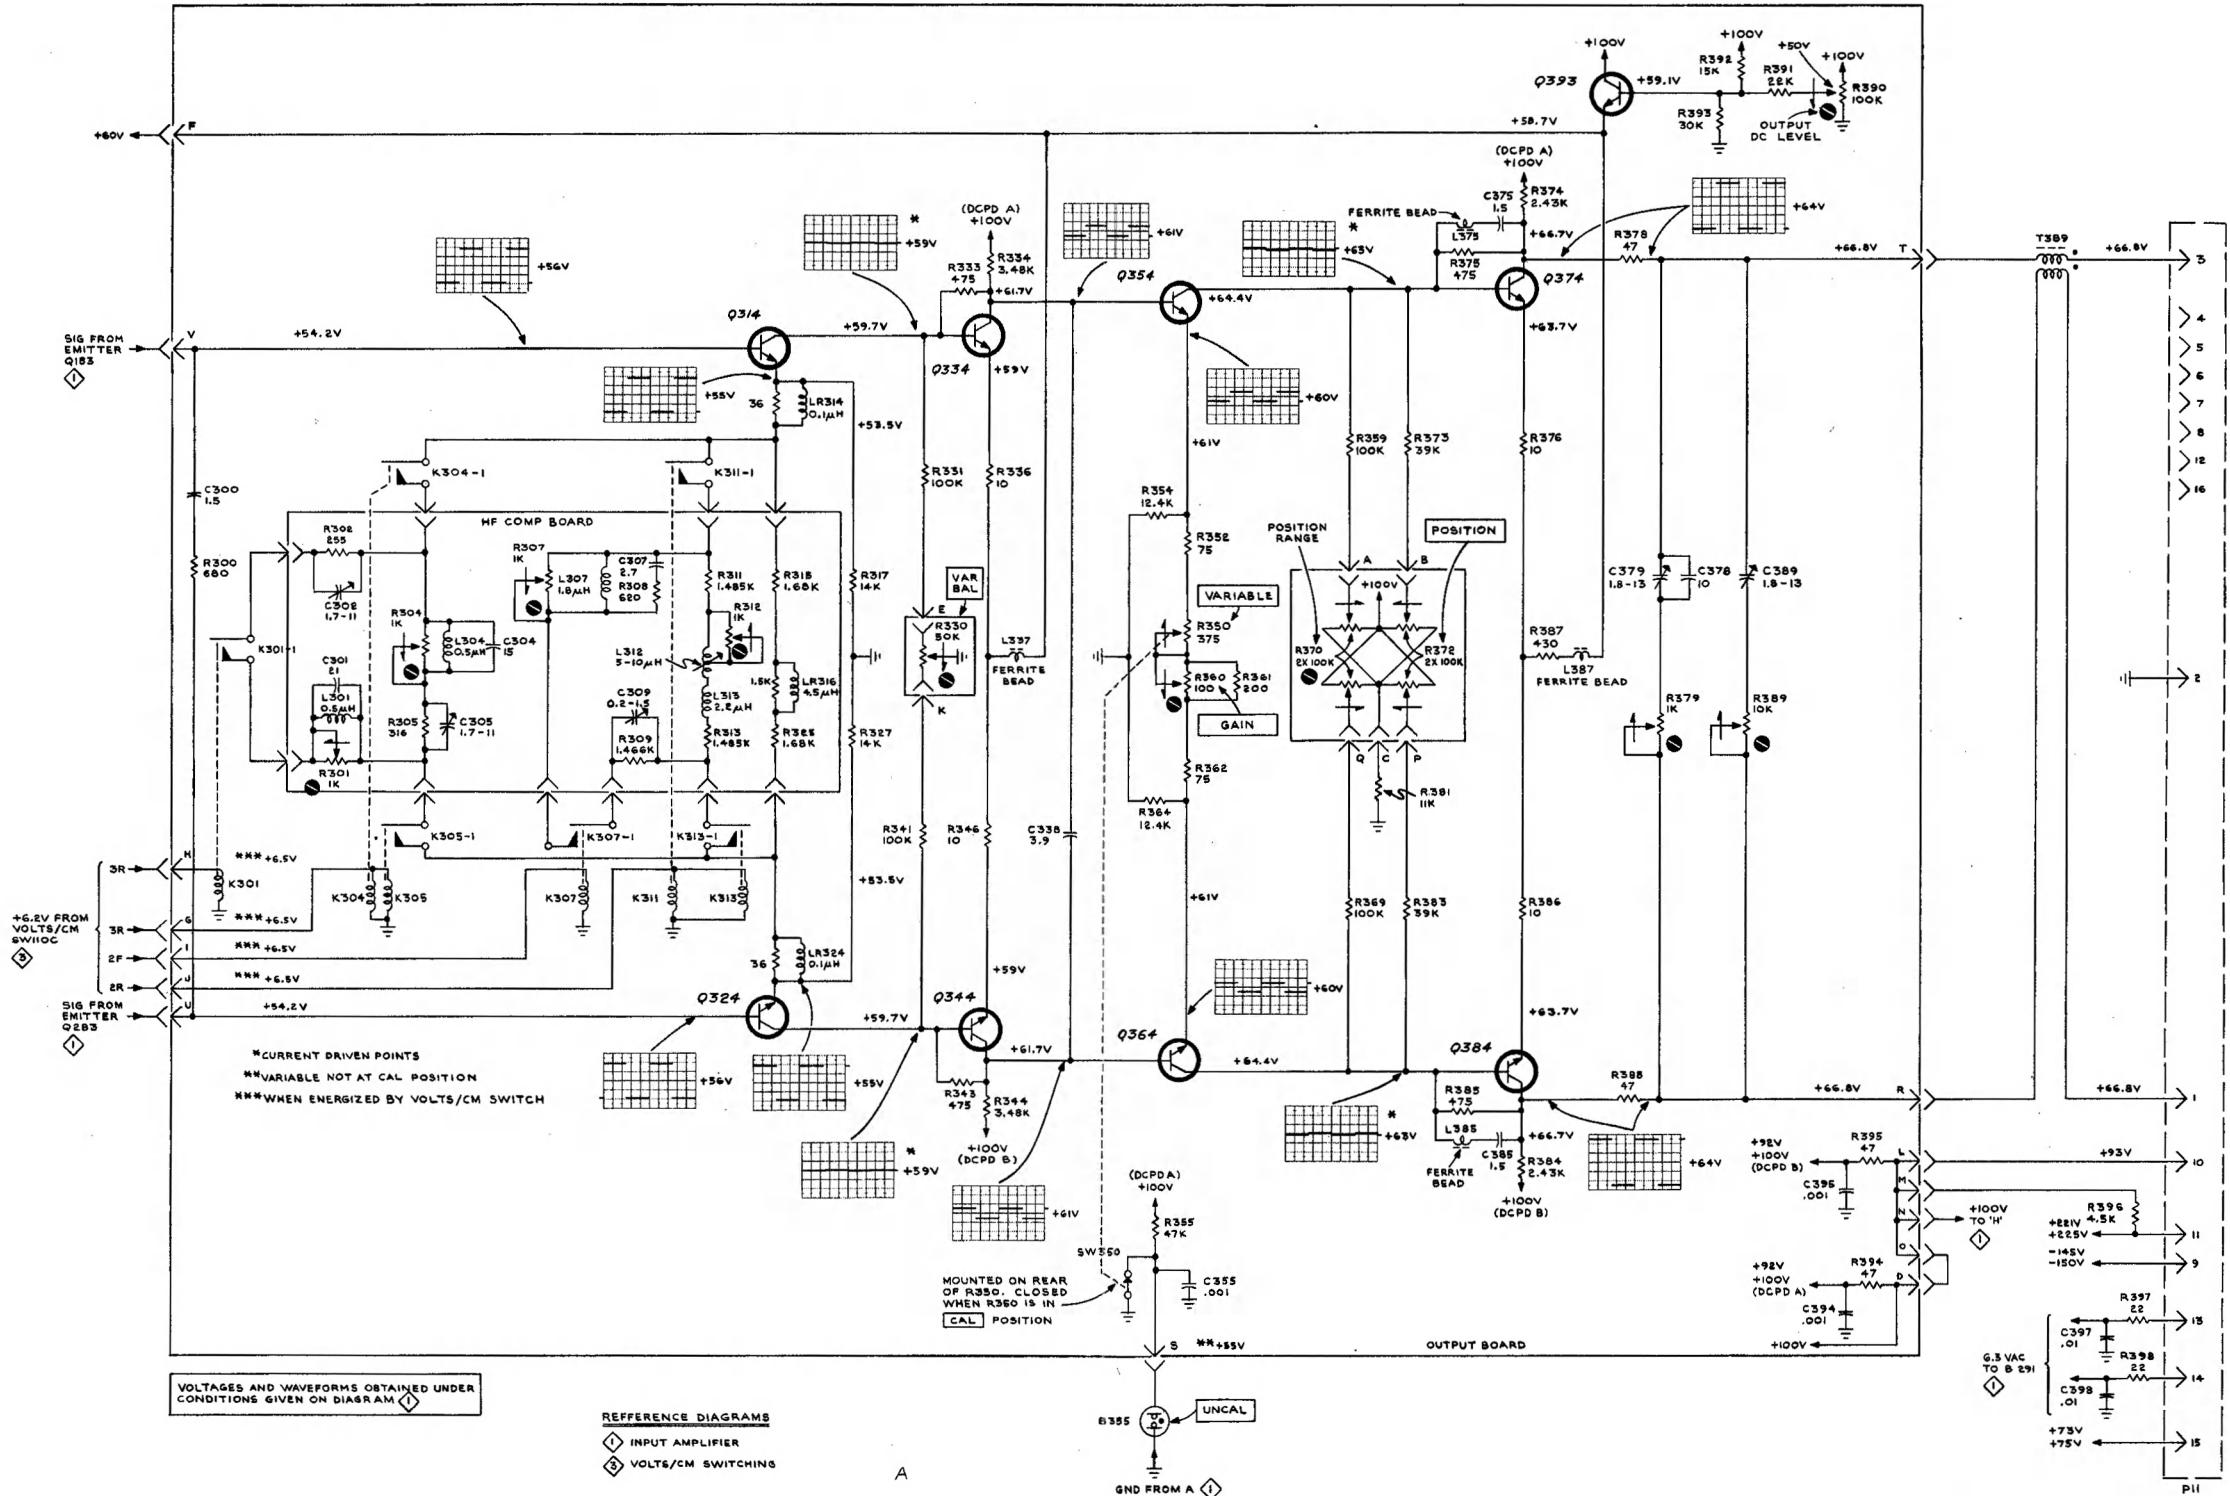 +100V
+100V
+50V
+100V
Q393
+59.1V
R392
15K
R391
22K
R390
100K
R393
30K
OUTPUT
DC LEVEL
+60V
F
+58.7V
(DCPD A)
+100V
C375
1.5
R374
2.43K
FERRITE BEAD
*
L375
+66.7V
+64V
+63V
R375
475
R378
47
+66.8V
T
T389
+66.8V
3
Q374
+63.7V
*
+59V
(DCPD A)
+100V
R333
475
R334
3.48K
+61.7V
+61V
Q354
+64.4V
+56V
Q314
+59.7V
Q334
+59V
SIG FROM
EMITTER
Q183
1
V
+54.2V
+55V
36
LR314
0.1µH
+53.5V
+60V
+61V
4
5
6
7
8
12
16
K304-1
K311-1
C300
1.5
R300
680
R331
100K
R336
10
R359
100K
R373
39K
R376
10
HF COMP BOARD
R302
255
C302
1.7-11
R304
1K
L304
0.5µH
C304
15
K301-1
C301
21
L301
0.5µH
R305
316
C305
1.7-11
R301
1K
R307
1K
L307
1.8µH
C307
2.7
R308
620
R311
1.485K
R312
1K
L312
5-10µH
L313
2.2µH
C309
0.2-1.5
R309
1.466K
R313
1.485K
R315
1.68K
1.5K
LR316
4.5µH
R325
1.68K
R317
14K
R327
14K
VAR
BAL
E
R330
50K
K
L337
FERRITE
BEAD
R354
12.4K
R352
75
VARIABLE
R350
375
R360
100
R361
200
GAIN
R362
75
R364
12.4K
POSITION
RANGE
POSITION
A
B
+100V
R370
2X100K
R372
2X100K
Q
C
P
R381
11K
R387
430
L387
FERRITE BEAD
C379
1.8-13
C378
10
C389
1.8-13
R379
1K
R389
10K
2
K305-1
K307-1
K313-1
R341
100K
R346
10
C338
3.9
+61V
R369
100K
R383
39K
R386
10
+6.2V FROM
VOLTS/CM
SW110C
3
3R
H
***+6.5V
K301
3R
G
***+6.5V
2F
I
***+6.5V
2R
J
***+6.5V
K304
K305
K307
K311
K313
+53.5V
36
LR324
0.1µH
SIG FROM
EMITTER
Q283
1
U
+54.2V
Q324
+59.7V
Q344
+59V
+61.7V
Q364
+60V
+64.4V
Q384
+63.7V
*CURRENT DRIVEN POINTS
**VARIABLE NOT AT CAL POSITION
***WHEN ENERGIZED BY VOLTS/CM SWITCH
+56V
+55V
R343
475
R344
3.48K
+100V
(DCPD B)
*
+59V
+61V
*
+63V
R385
475
L385
C385
1.5
FERRITE
BEAD
+66.7V
R384
2.43K
+100V
(DCPD B)
R388
47
+64V
+66.8V
R
+66.8V
1
+92V
+100V
(DCPD B)
R395
47
C395
.001
L
M
N
O
D
+93V
10
+100V
TO 'H'
1
R396
4.5K
+221V
+225V
11
-145V
-150V
9
+92V
+100V
(DCPD A)
R394
47
C394
.001
+100V
R397
22
13
C397
.01
R398
22
14
C398
.01
6.3 VAC
TO B 291
1
+73V
+75V
15
P11
(DCPD A)
+100V
R355
47K
SW350
C355
.001
MOUNTED ON REAR
OF R350. CLOSED
WHEN R350 IS IN
CAL POSITION
S
**+55V
OUTPUT BOARD
B355
UNCAL
GND FROM A 1
VOLTAGES AND WAVEFORMS OBTAINED UNDER
CONDITIONS GIVEN ON DIAGRAM 1
REFFERENCE DIAGRAMS
1 INPUT AMPLIFIER
3 VOLTS/CM SWITCHING
A